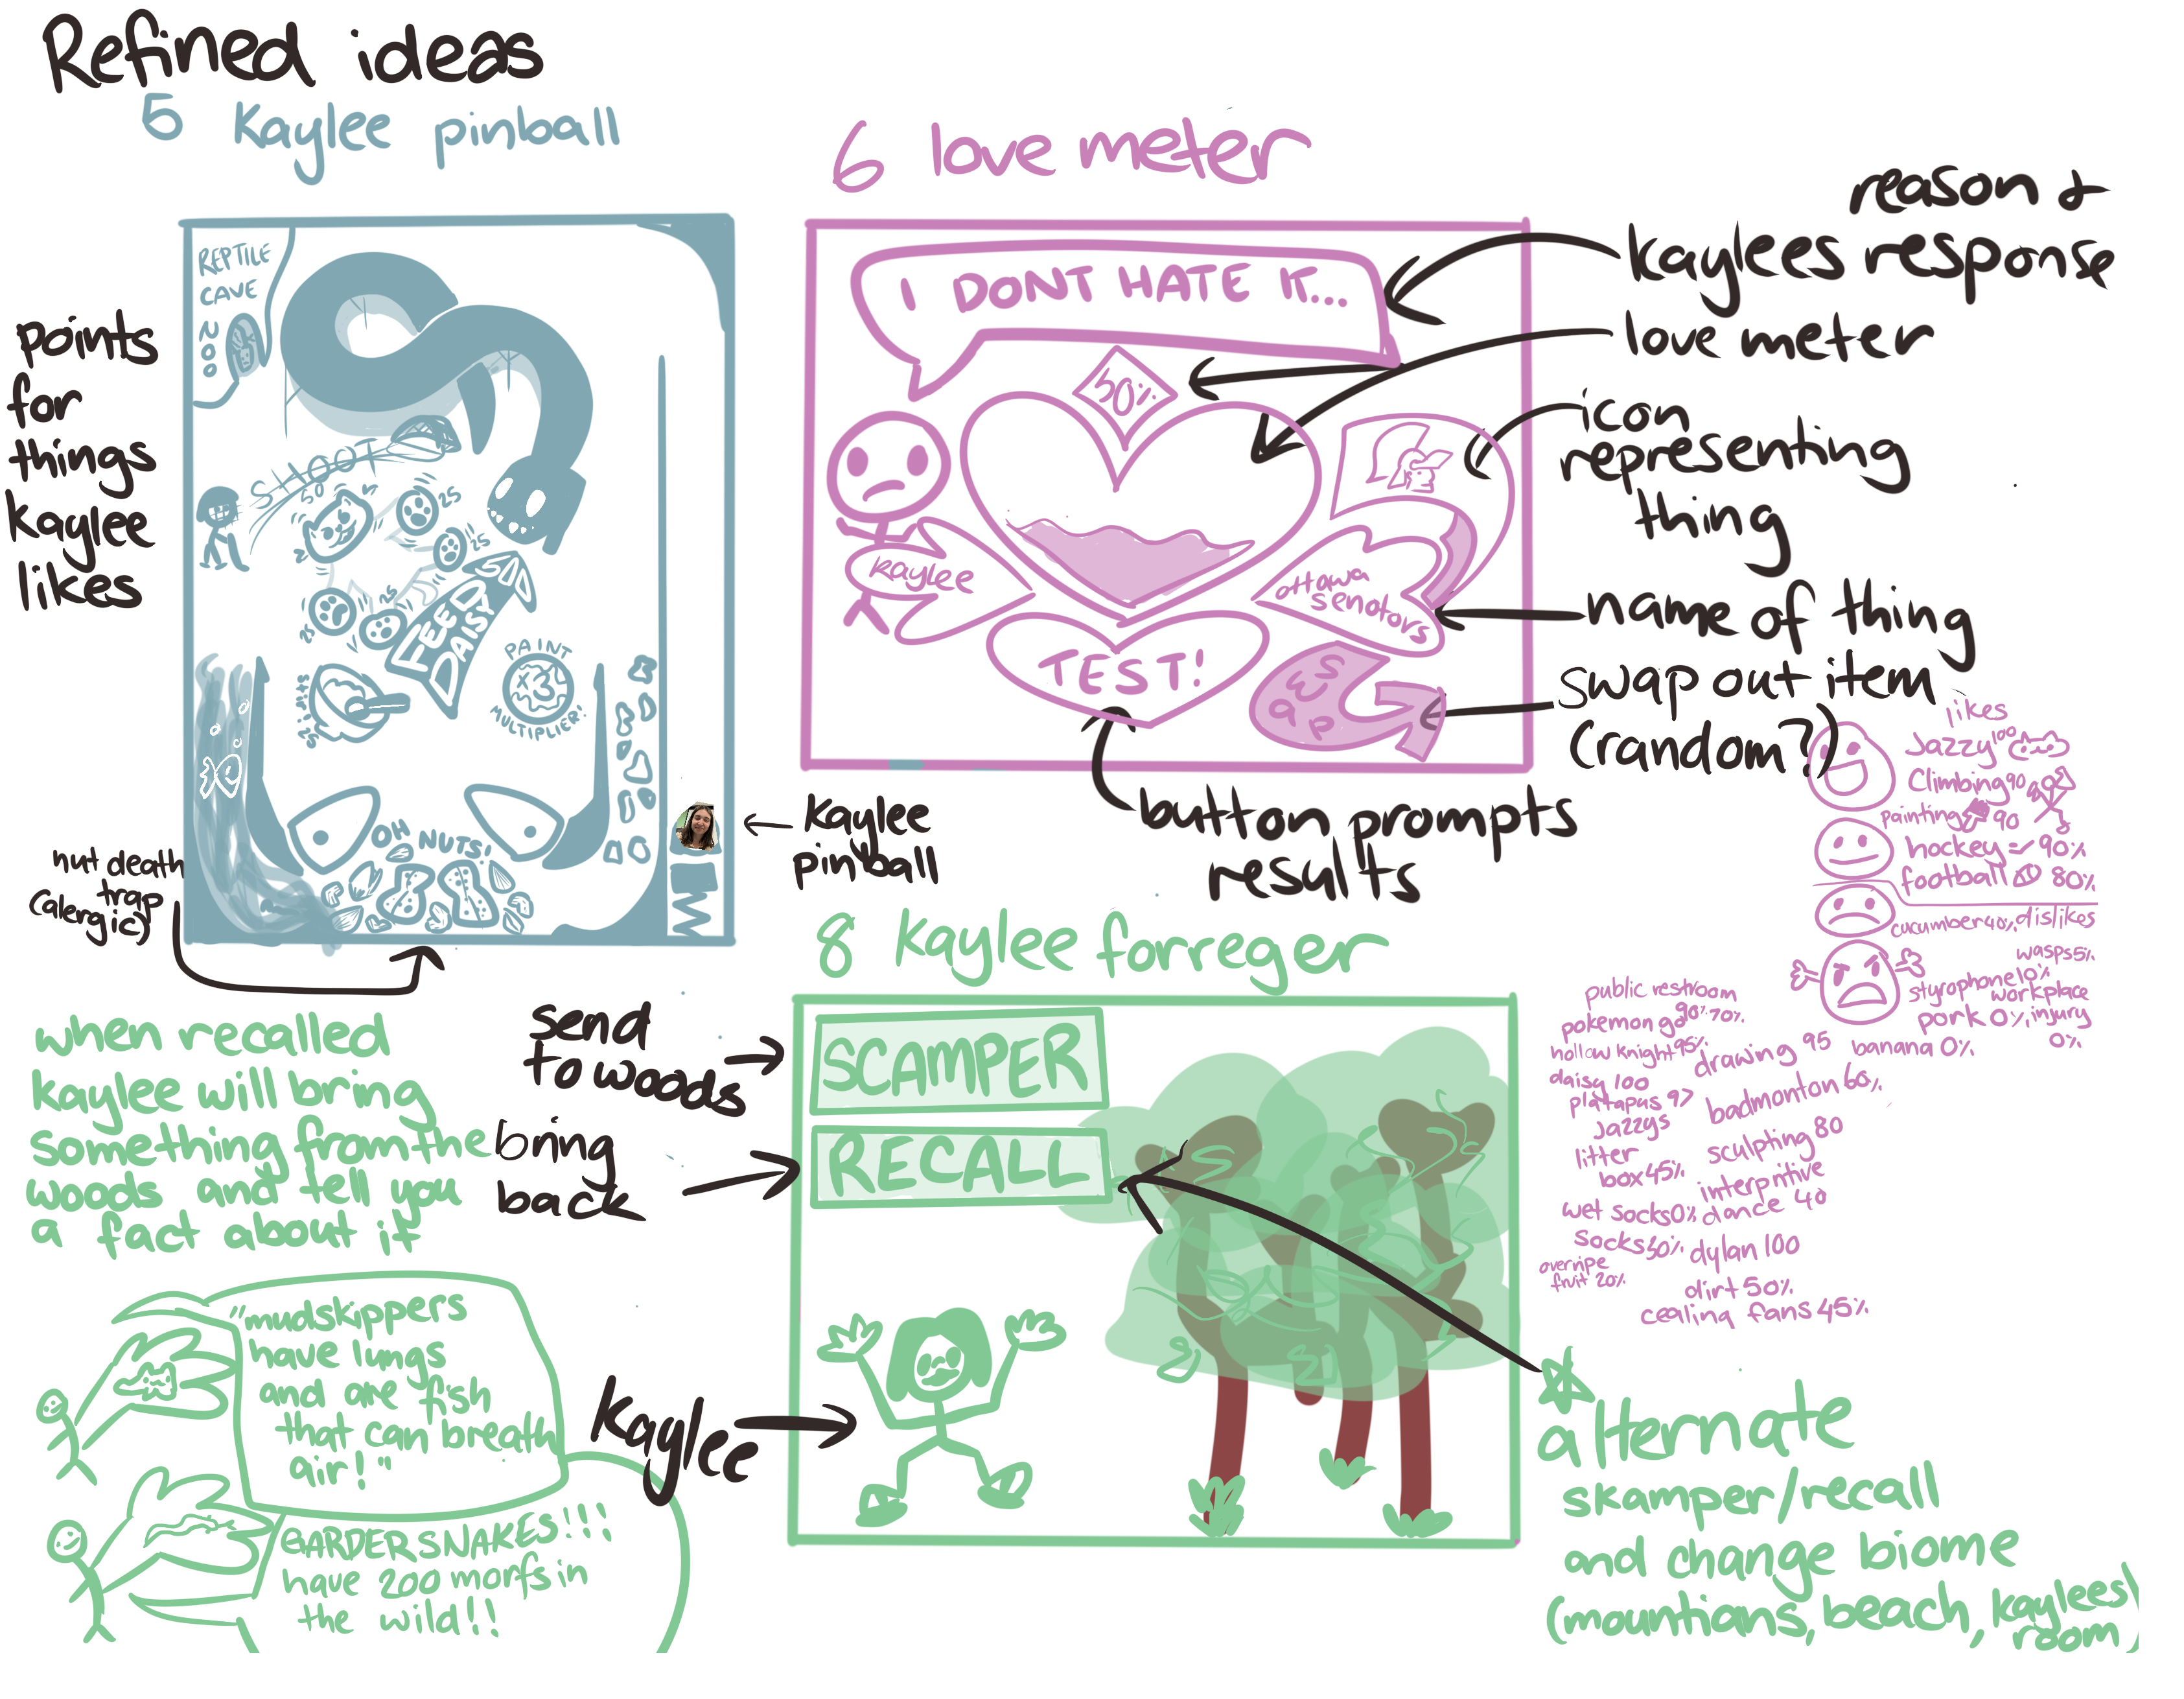 Refined ideas
5 Kaylee pinball
points
for
things
kaylee
likes
REPTILE
CAVE
200
SHOOT
50
25
25
25
25
FEED
DAISY
500
PAINT
x3
MULTIPLIER!
OH NUTS!
nut death
trap
(alergic)
kaylee
pinball
6 love meter
I DONT HATE IT...
50%
kaylee
ottawa
senators
TEST!
swap
reason &
kaylees response
love meter
icon
representing
thing
name of thing
swap out item
(random?)
button prompts
results
likes
Jazzy 100
Climbing 90
painting 90
hockey 90%
football 80%
cucumber 40% dislikes
wasps 5%
styrophone 10%
workplace
injury
0%
pork 0%
banana 0%
public restroom
90% 70%
pokemon go
hollow knight 95%
drawing 95
daisy 100
platapus 97
badmonton 60%
Jazzys
litter
box 45%
sculpting 80
interpritive
dance 40
wet socks 0%
socks 50%
dylan 100
overripe
fruit 20%
dirt 50%
cealing fans 45%
8 Kaylee forreger
send
to woods
SCAMPER
bring
back
RECALL
kaylee
when recalled
kaylee will bring
something from the
woods and tell you
a fact about it
"mudskippers
have lungs
and are fish
that can breath
air!"
GARDERSNAKES!!!
have 200 morfs in
the wild!!
alternate
skamper/recall
and change biome
(mountians, beach, kaylees
room)